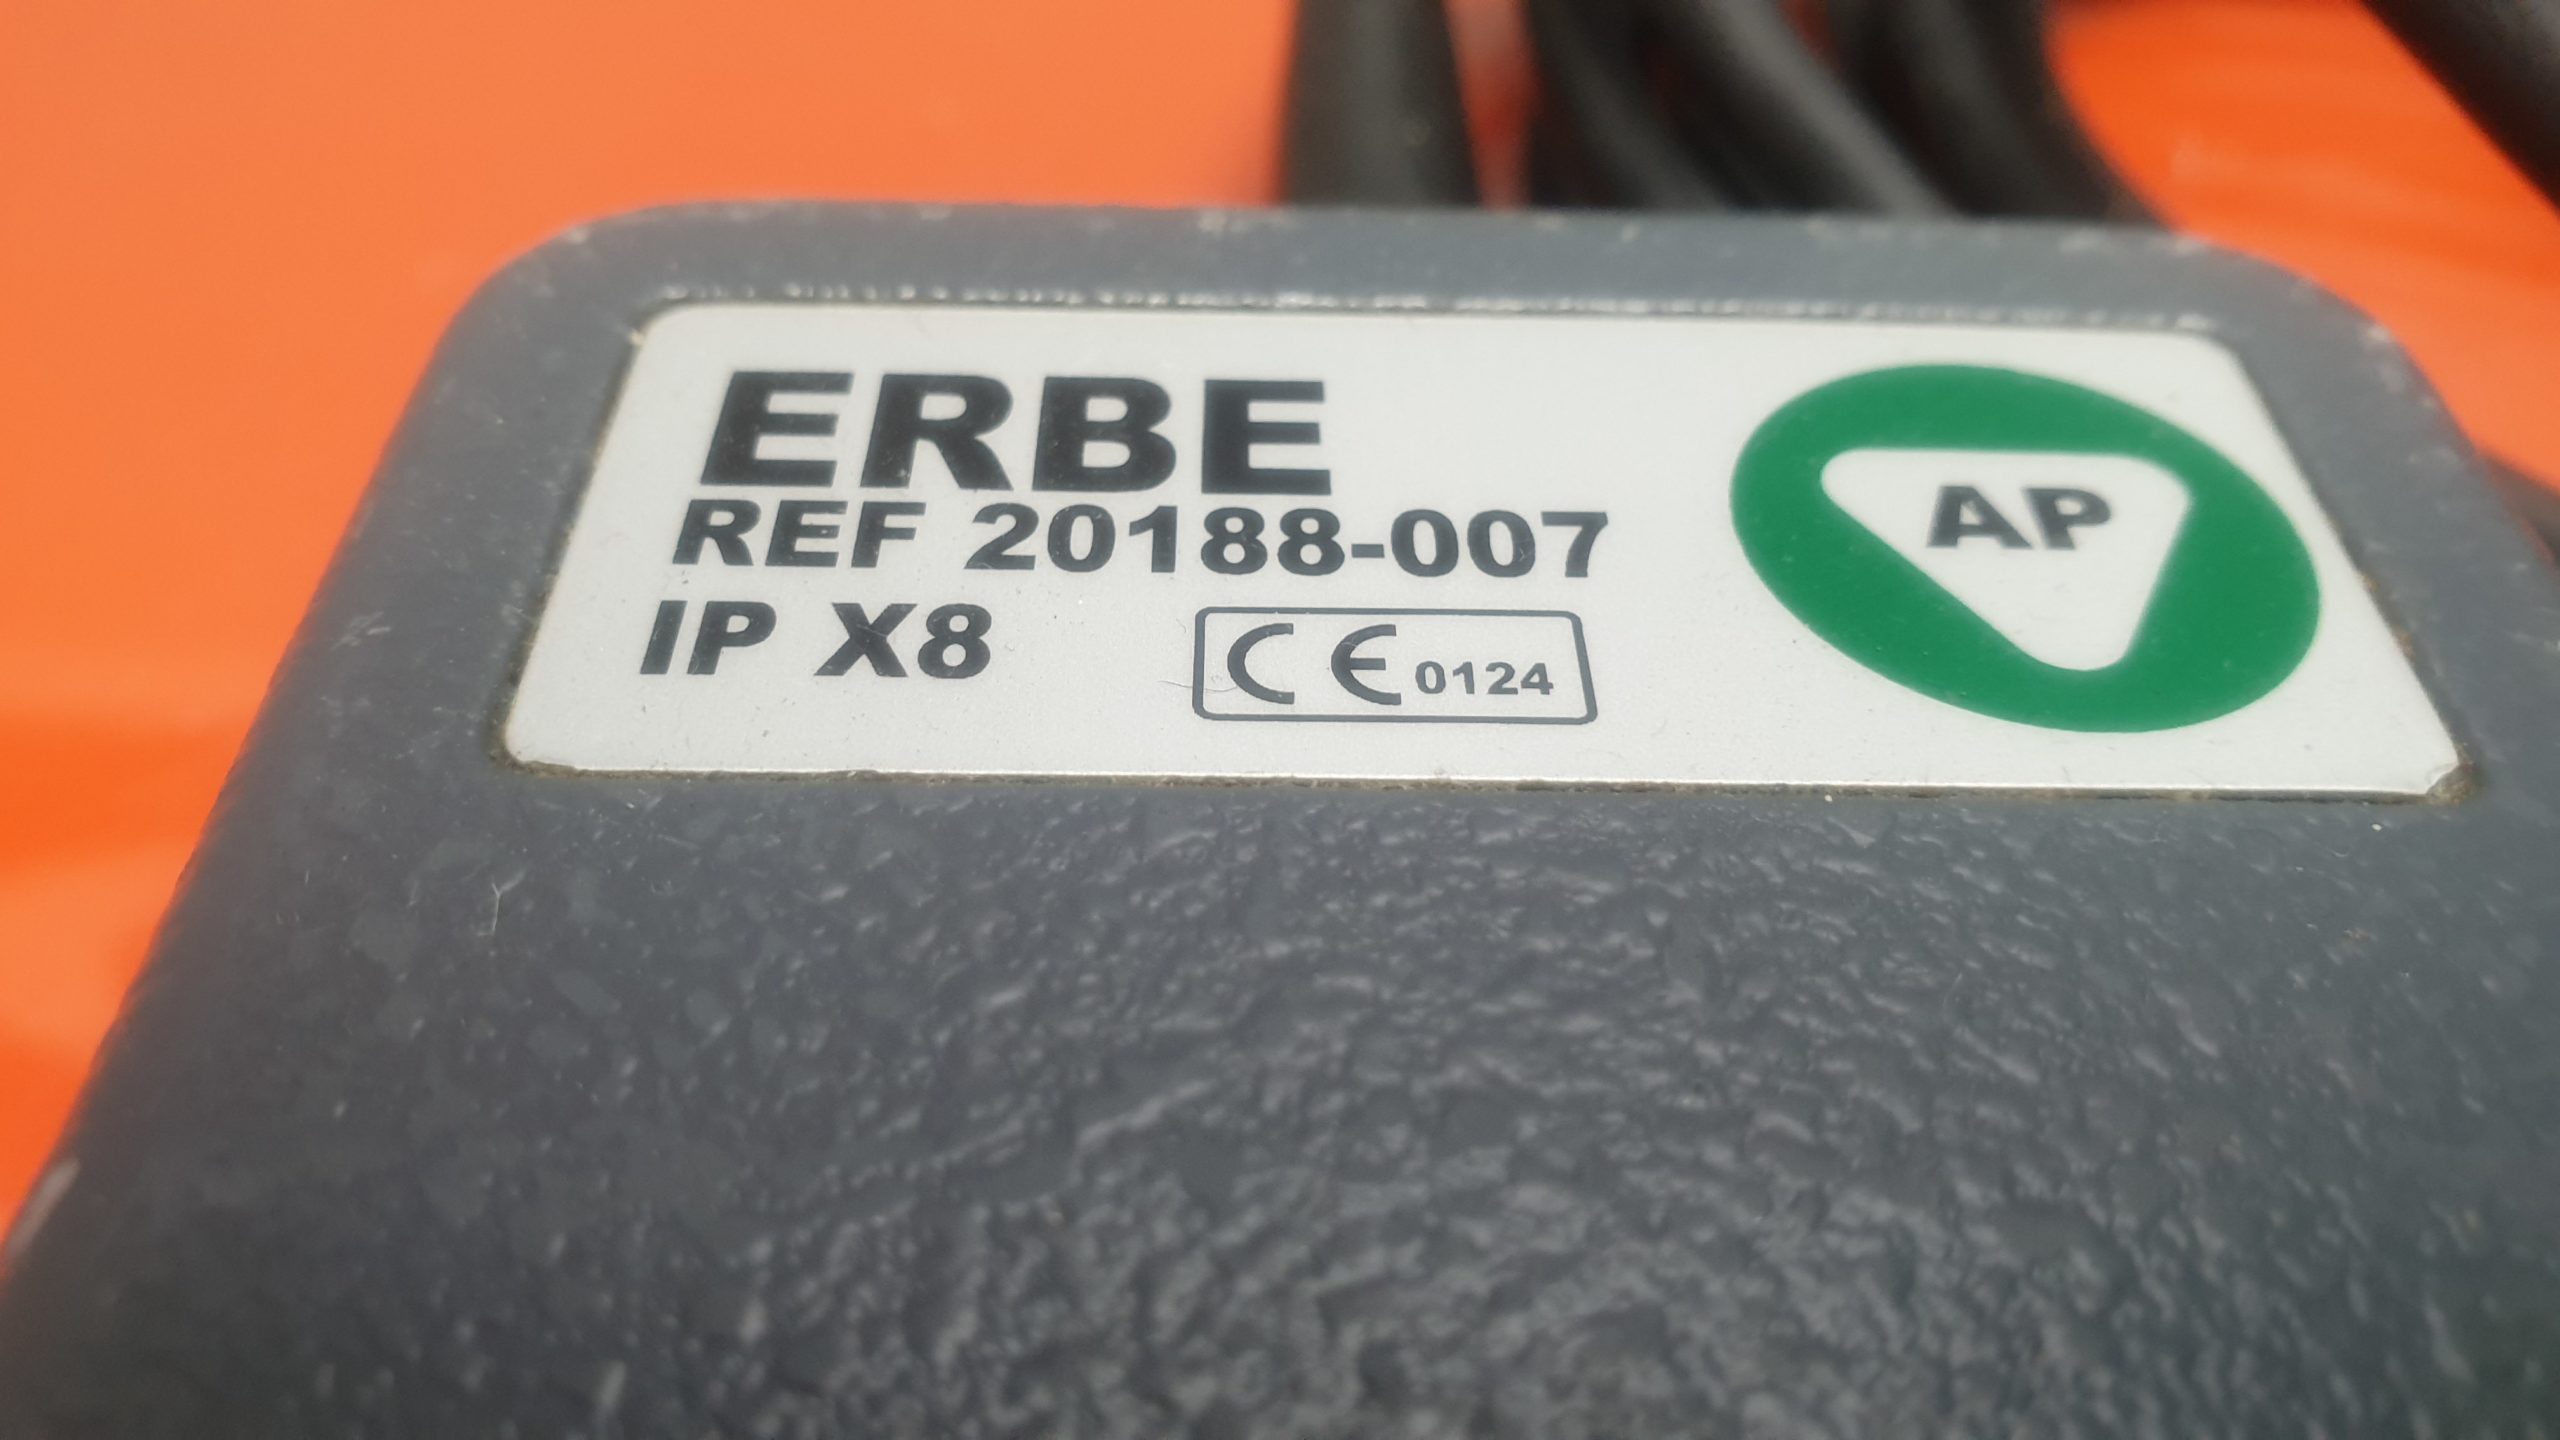 ERBE
REF 20188-007
IP X8
CE 0124
AP